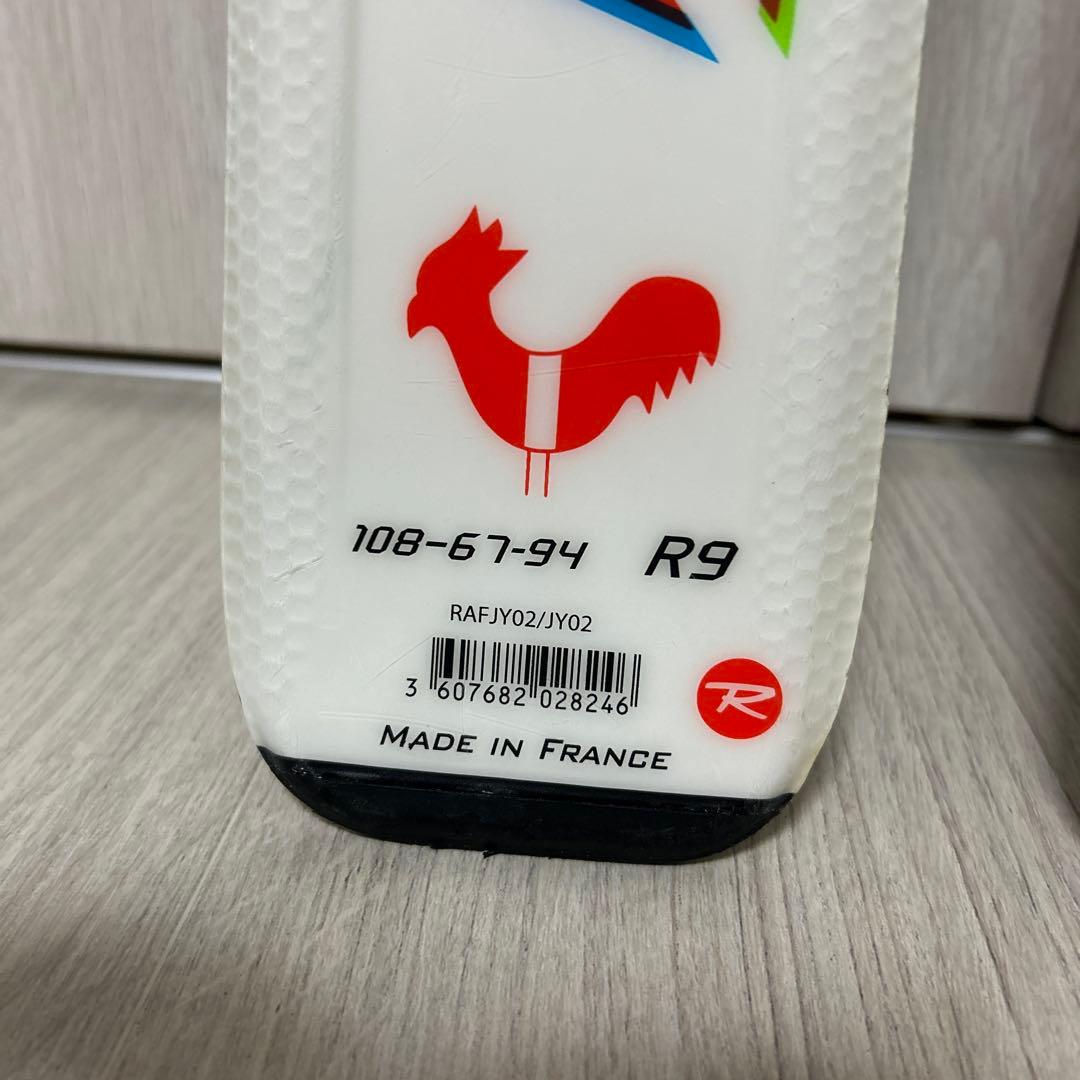 108-67-94 R9
RAFJY02/JY02
3 607682 028246
R
MADE IN FRANCE